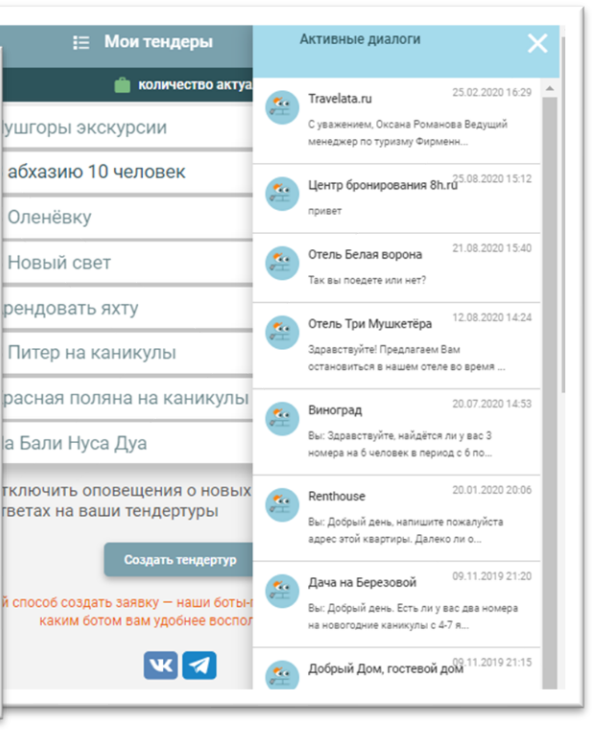 Мои тендеры
количество актуа
ушгоры экскурсии
абхазию 10 человек
Оленёвку
Новый свет
рендовать яхту
Питер на каникулы
расная поляна на каникулы
а Бали Нуса Дуа
тключить оповещения о новых
тветах на ваши тендертуры
Создать тендертур
й способ создать заявку — наши боты-
каким ботом вам удобнее воспол
Активные диалоги
Travelata.ru
25.02.2020 16:29
С уважением, Оксана Романова Ведущий
менеджер по туризму Фирменн...
Центр бронирования 8h.ru
25.08.2020 15:12
привет
Отель Белая ворона
21.08.2020 15:40
Так вы поедете или нет?
Отель Три Мушкетёра
12.08.2020 14:24
Здравствуйте! Предлагаем Вам
остановиться в нашем отеле во время ...
Виноград
20.07.2020 14:53
Вы: Здравствуйте, найдётся ли у вас 3
номера на 6 человек в период с 6 по...
Renthouse
20.01.2020 20:06
Вы: Добрый день, напишите пожалуйста
адрес этой квартиры. Далеко ли о...
Дача на Березовой
09.11.2019 21:20
Вы: Добрый день. Есть ли у вас два номера
на новогодние каникулы с 4-7 я...
Добрый Дом, гостевой дом
09.11.2019 21:15